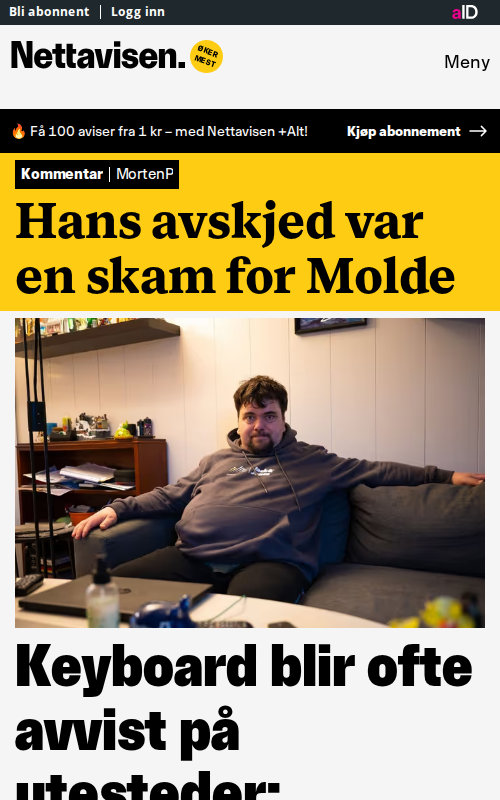 Bli abonnent | Logg inn
aID
Nettavisen.
ØKER MEST
Meny
🔥 Få 100 aviser fra 1 kr – med Nettavisen +Alt!
Kjøp abonnement →
Kommentar | MortenP
Hans avskjed var
en skam for Molde
Keyboard blir ofte
avvist på
utesteder: